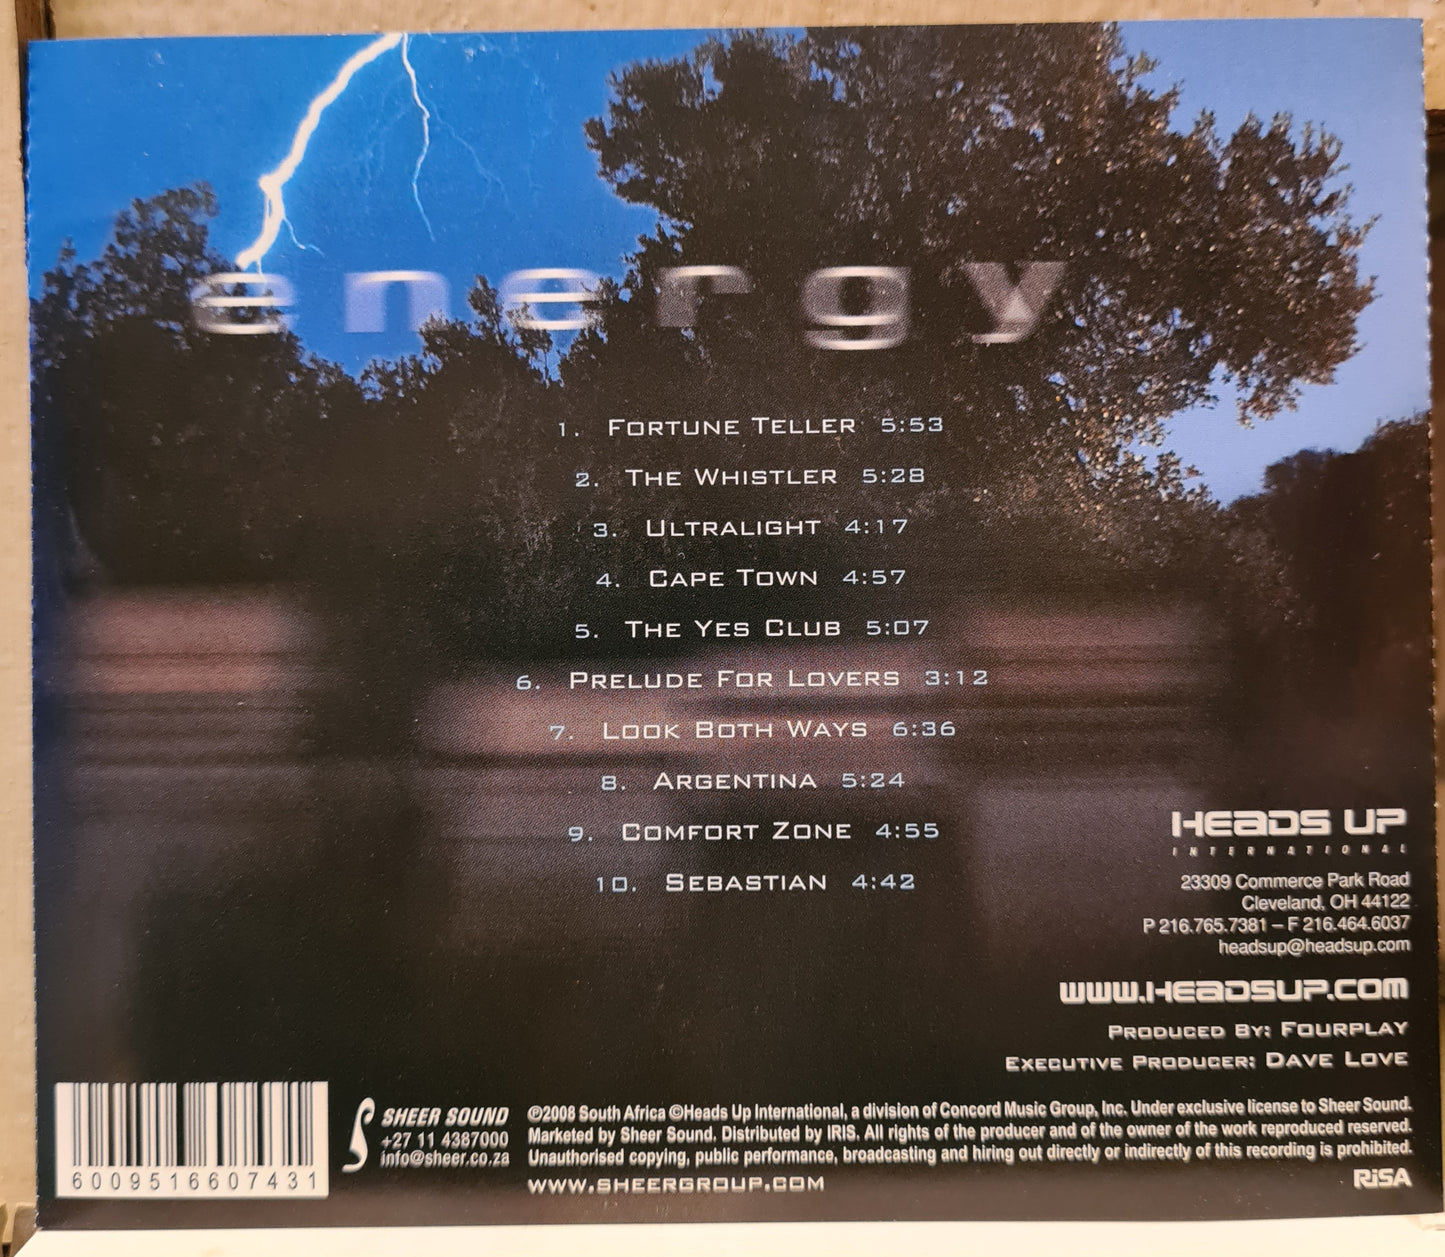 energy
1. FORTUNE TELLER 5:53
2. THE WHISTLER 5:28
3. ULTRALIGHT 4:17
4. CAPE TOWN 4:57
5. THE YES CLUB 5:07
6. PRELUDE FOR LOVERS 3:12
7. LOOK BOTH WAYS 6:36
8. ARGENTINA 5:24
9. COMFORT ZONE 4:55
10. SEBASTIAN 4:42
HEADS UP
INTERNATIONAL
23309 Commerce Park Road
Cleveland, OH 44122
P 216.765.7381 – F 216.464.6037
headsup@headsup.com
WWW.HEADSUP.COM
PRODUCED BY: FOURPLAY
EXECUTIVE PRODUCER: DAVE LOVE
6009516607431
SHEER SOUND
+27 11 4387000
info@sheer.co.za
℗2008 South Africa ©Heads Up International, a division of Concord Music Group, Inc. Under exclusive license to Sheer Sound.
Marketed by Sheer Sound. Distributed by IRIS. All rights of the producer and of the owner of the work reproduced reserved.
Unauthorised copying, public performance, broadcasting and hiring out directly or indirectly of this recording is prohibited.
WWW.SHEERGROUP.COM
RiSA